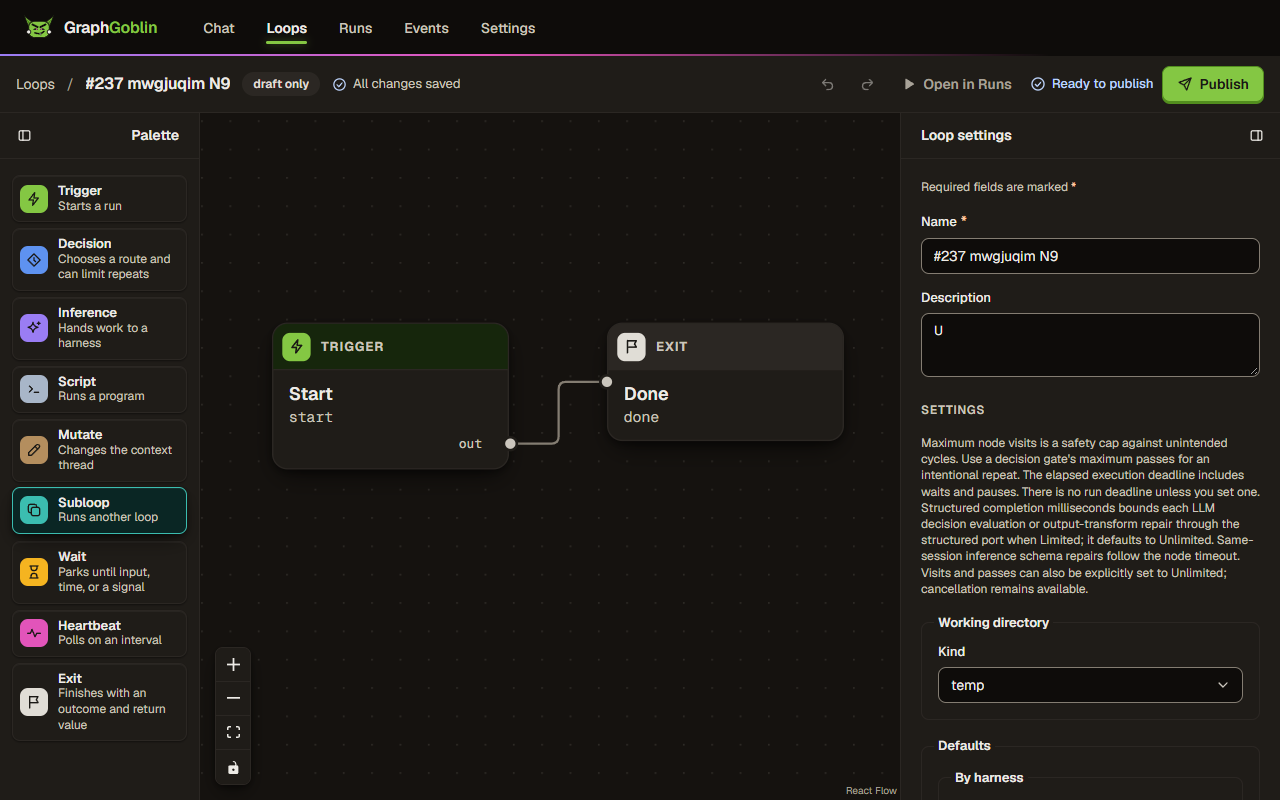 GraphGoblin
Chat
Loops
Runs
Events
Settings
Loops / #237 mwgjuqim N9
draft only
All changes saved
Open in Runs
Ready to publish
Publish
Palette
Trigger
Starts a run
Decision
Chooses a route and
can limit repeats
Inference
Hands work to a
harness
Script
Runs a program
Mutate
Changes the context
thread
Subloop
Runs another loop
Wait
Parks until input,
time, or a signal
Heartbeat
Polls on an interval
Exit
Finishes with an
outcome and return
value
TRIGGER
Start
start
out
EXIT
Done
done
React Flow
Loop settings
Required fields are marked *
Name *
#237 mwgjuqim N9
Description
U
SETTINGS
Maximum node visits is a safety cap against unintended
cycles. Use a decision gate's maximum passes for an
intentional repeat. The elapsed execution deadline includes
waits and pauses. There is no run deadline unless you set one.
Structured completion milliseconds bounds each LLM
decision evaluation or output-transform repair through the
structured port when Limited; it defaults to Unlimited. Same-
session inference schema repairs follow the node timeout.
Visits and passes can also be explicitly set to Unlimited;
cancellation remains available.
Working directory
Kind
temp
Defaults
By harness